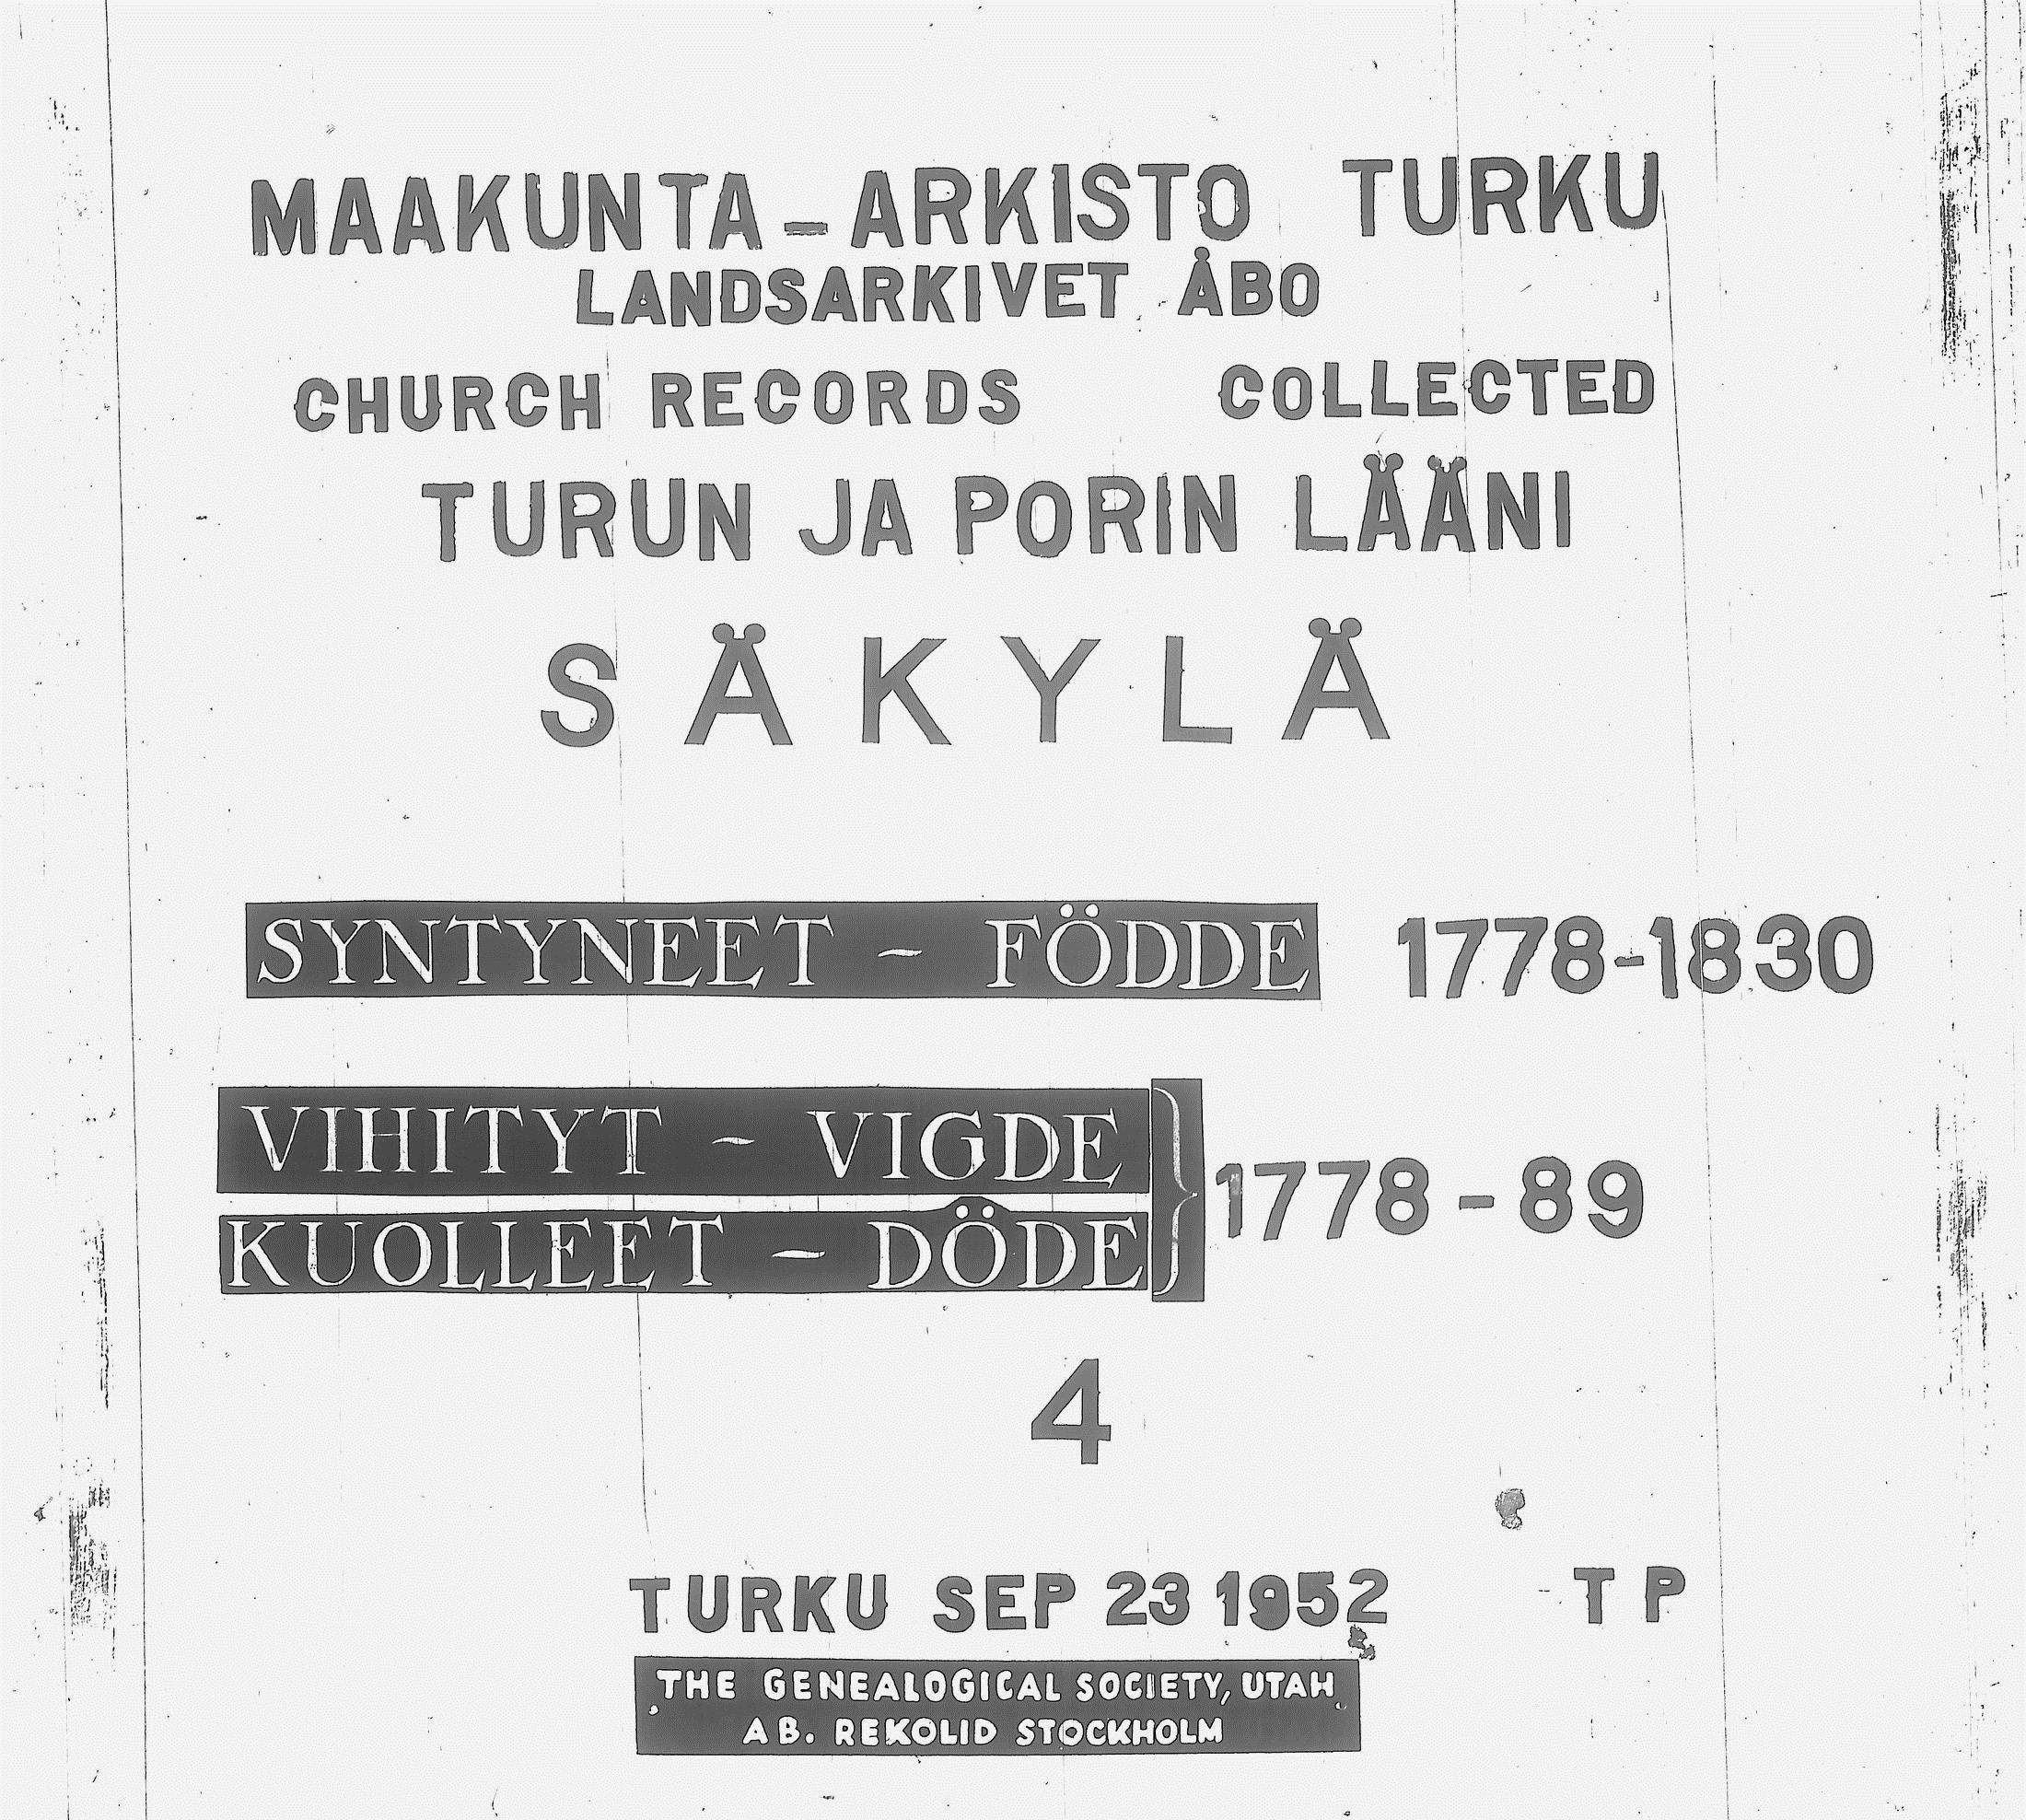 MAAKUNTA-ARKISTO TURKU
LANDSARKIVET ÅBO
CHURCH RECORDS COLLECTED
TURUN JA PORIN LÄÄNI
SÄKYLÄ
SYNTYNEET - FÖDDE 1778-1830
VIHITYT - VIGDE
KUOLLEET - DÖDE } 1778-89
4
TURKU SEP 23 1952 TP
THE GENEALOGICAL SOCIETY, UTAH
AB. REKOLID STOCKHOLM